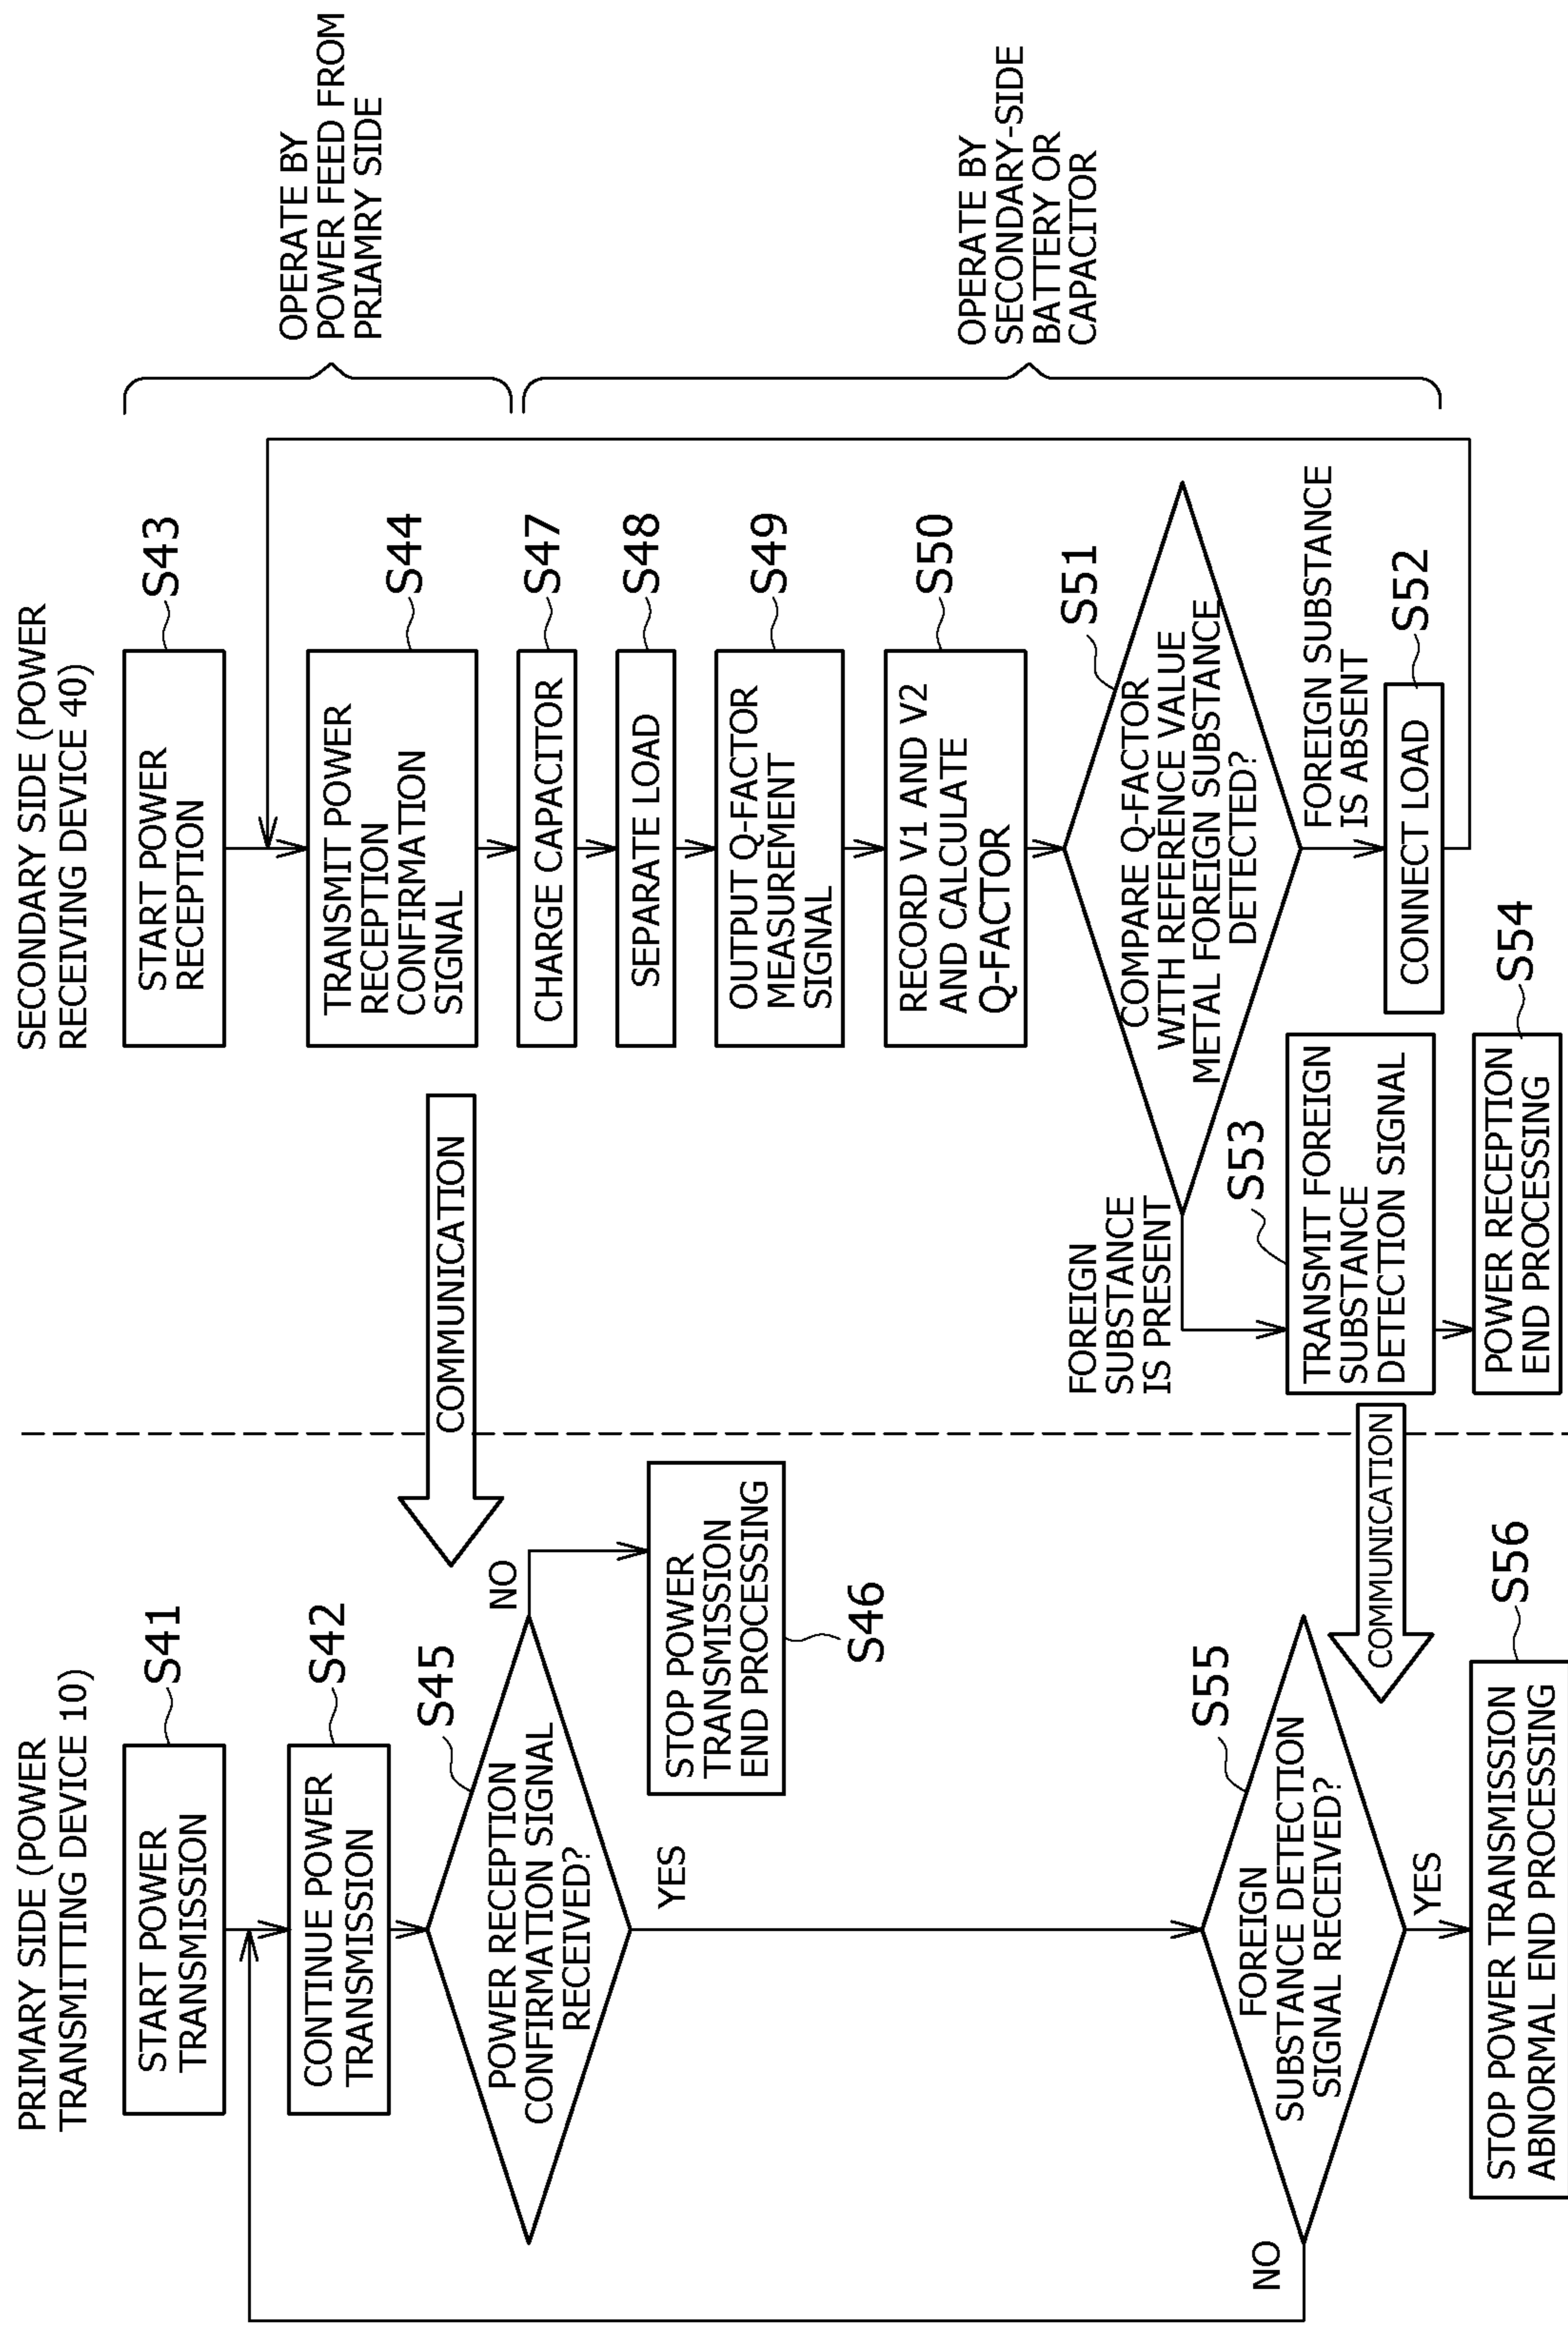 PRIMARY SIDE (POWER
TRANSMITTING DEVICE 10)
START POWER
TRANSMISSION
S41
CONTINUE POWER
TRANSMISSION
S42
POWER RECEPTION
CONFIRMATION SIGNAL
RECEIVED?
S45
NO
YES
STOP POWER
TRANSMISSION
END PROCESSING
S46
FOREIGN
SUBSTANCE DETECTION
SIGNAL RECEIVED?
S55
NO
YES
STOP POWER TRANSMISSION
ABNORMAL END PROCESSING
S56
COMMUNICATION
COMMUNICATION
SECONDARY SIDE (POWER
RECEIVING DEVICE 40)
START POWER
RECEPTION
S43
TRANSMIT POWER
RECEPTION
CONFIRMATION
SIGNAL
S44
CHARGE CAPACITOR
S47
SEPARATE LOAD
S48
OUTPUT Q-FACTOR
MEASUREMENT
SIGNAL
S49
RECORD V1 AND V2
AND CALCULATE
Q-FACTOR
S50
COMPARE Q-FACTOR
WITH REFERENCE VALUE
METAL FOREIGN SUBSTANCE
DETECTED?
S51
FOREIGN
SUBSTANCE
IS PRESENT
FOREIGN SUBSTANCE
IS ABSENT
CONNECT LOAD
S52
TRANSMIT FOREIGN
SUBSTANCE
DETECTION SIGNAL
S53
POWER RECEPTION
END PROCESSING
S54
OPERATE BY
POWER FEED FROM
PRIAMRY SIDE
OPERATE BY
SECONDARY-SIDE
BATTERY OR
CAPACITOR